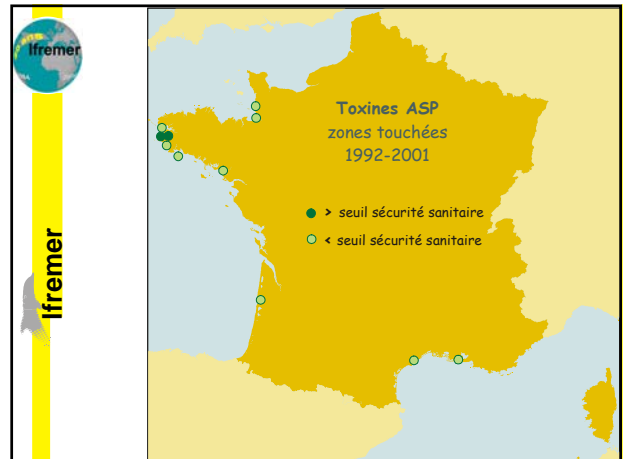 Ifremer
Ifremer
Toxines ASP
zones touchées
1992-2001
> seuil sécurité sanitaire
< seuil sécurité sanitaire